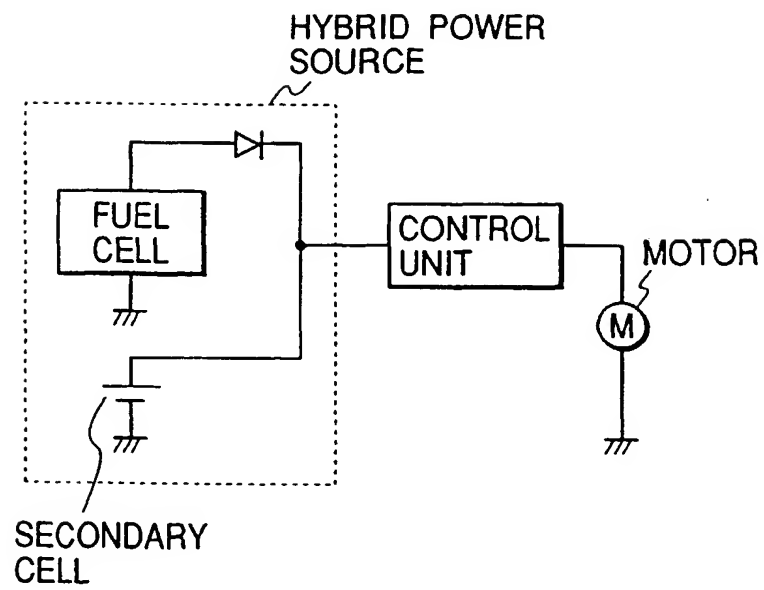 HYBRID POWER
SOURCE
FUEL
CELL
CONTROL
UNIT
MOTOR
M
SECONDARY
CELL